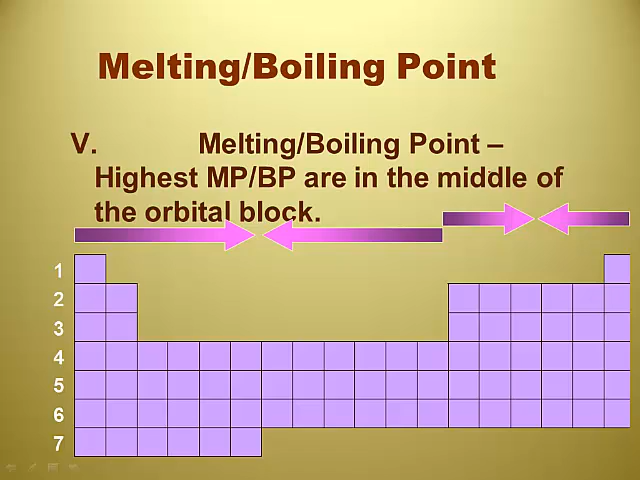 Melting/Boiling Point
V. Melting/Boiling Point –
Highest MP/BP are in the middle of
the orbital block.
1
2
3
4
5
6
7